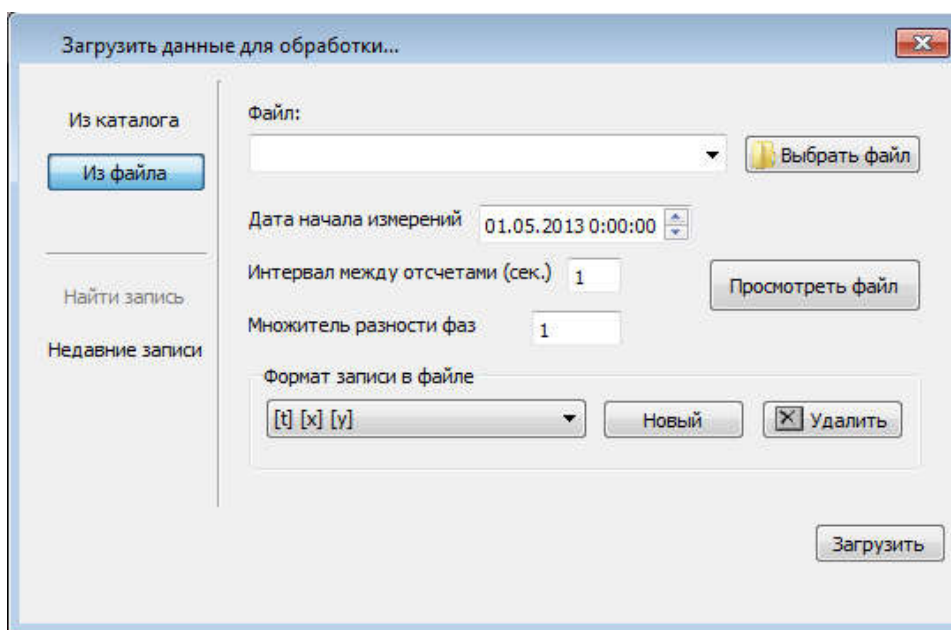 Загрузить данные для обработки...
Из каталога
Из файла
Найти запись
Недавние записи
Файл:
Выбрать файл
Дата начала измерений 01.05.2013 0:00:00
Интервал между отсчетами (сек.) 1
Просмотреть файл
Множитель разности фаз 1
Формат записи в файле
[t] [x] [y] Новый Удалить
Загрузить